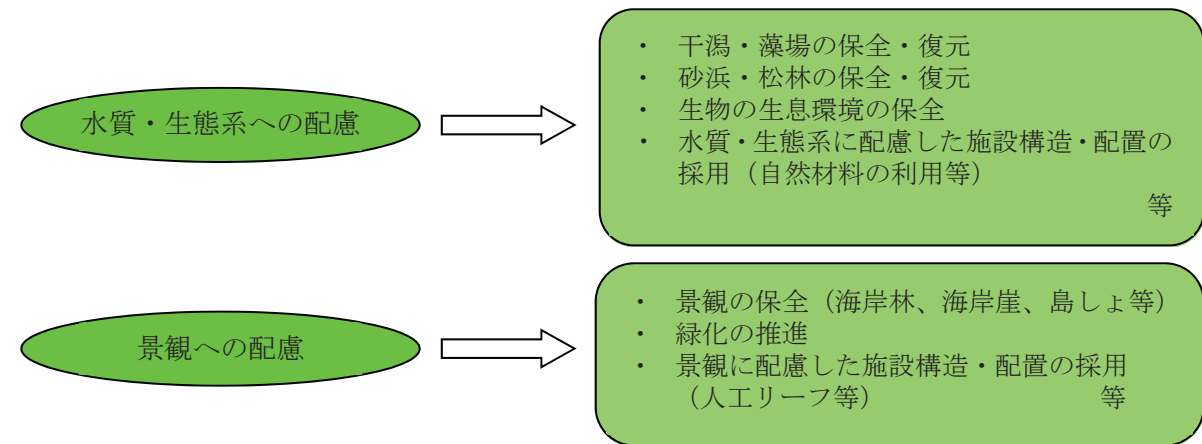 水質・生態系への配慮
・ 干潟・藻場の保全・復元
・ 砂浜・松林の保全・復元
・ 生物の生息環境の保全
・ 水質・生態系に配慮した施設構造・配置の
採用（自然材料の利用等）
等
景観への配慮
・ 景観の保全（海岸林、海岸崖、島しょ等）
・ 緑化の推進
・ 景観に配慮した施設構造・配置の採用
（人工リーフ等） 等